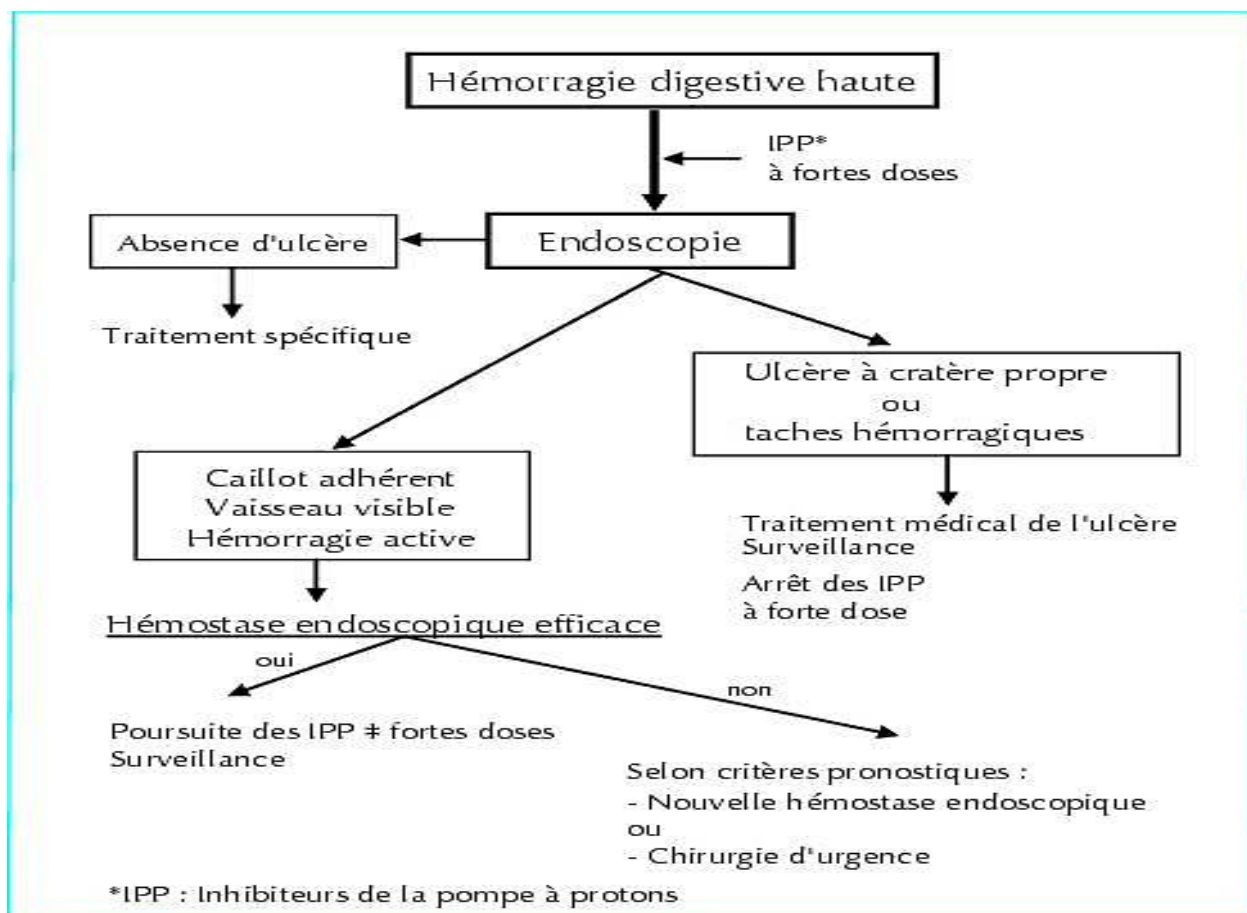 Hémorragie digestive haute
IPP*
à fortes doses
Endoscopie
Absence d'ulcère
Traitement spécifique
Ulcère à cratère propre
ou
taches hémorragiques
Caillot adhérent
Vaisseau visible
Hémorragie active
Traitement médical de l'ulcère
Surveillance
Arrêt des IPP
à forte dose
Hémostase endoscopique efficace
oui
non
Poursuite des IPP ‡ fortes doses
Surveillance
Selon critères pronostiques :
- Nouvelle hémostase endoscopique
ou
- Chirurgie d'urgence
*IPP : Inhibiteurs de la pompe à protons